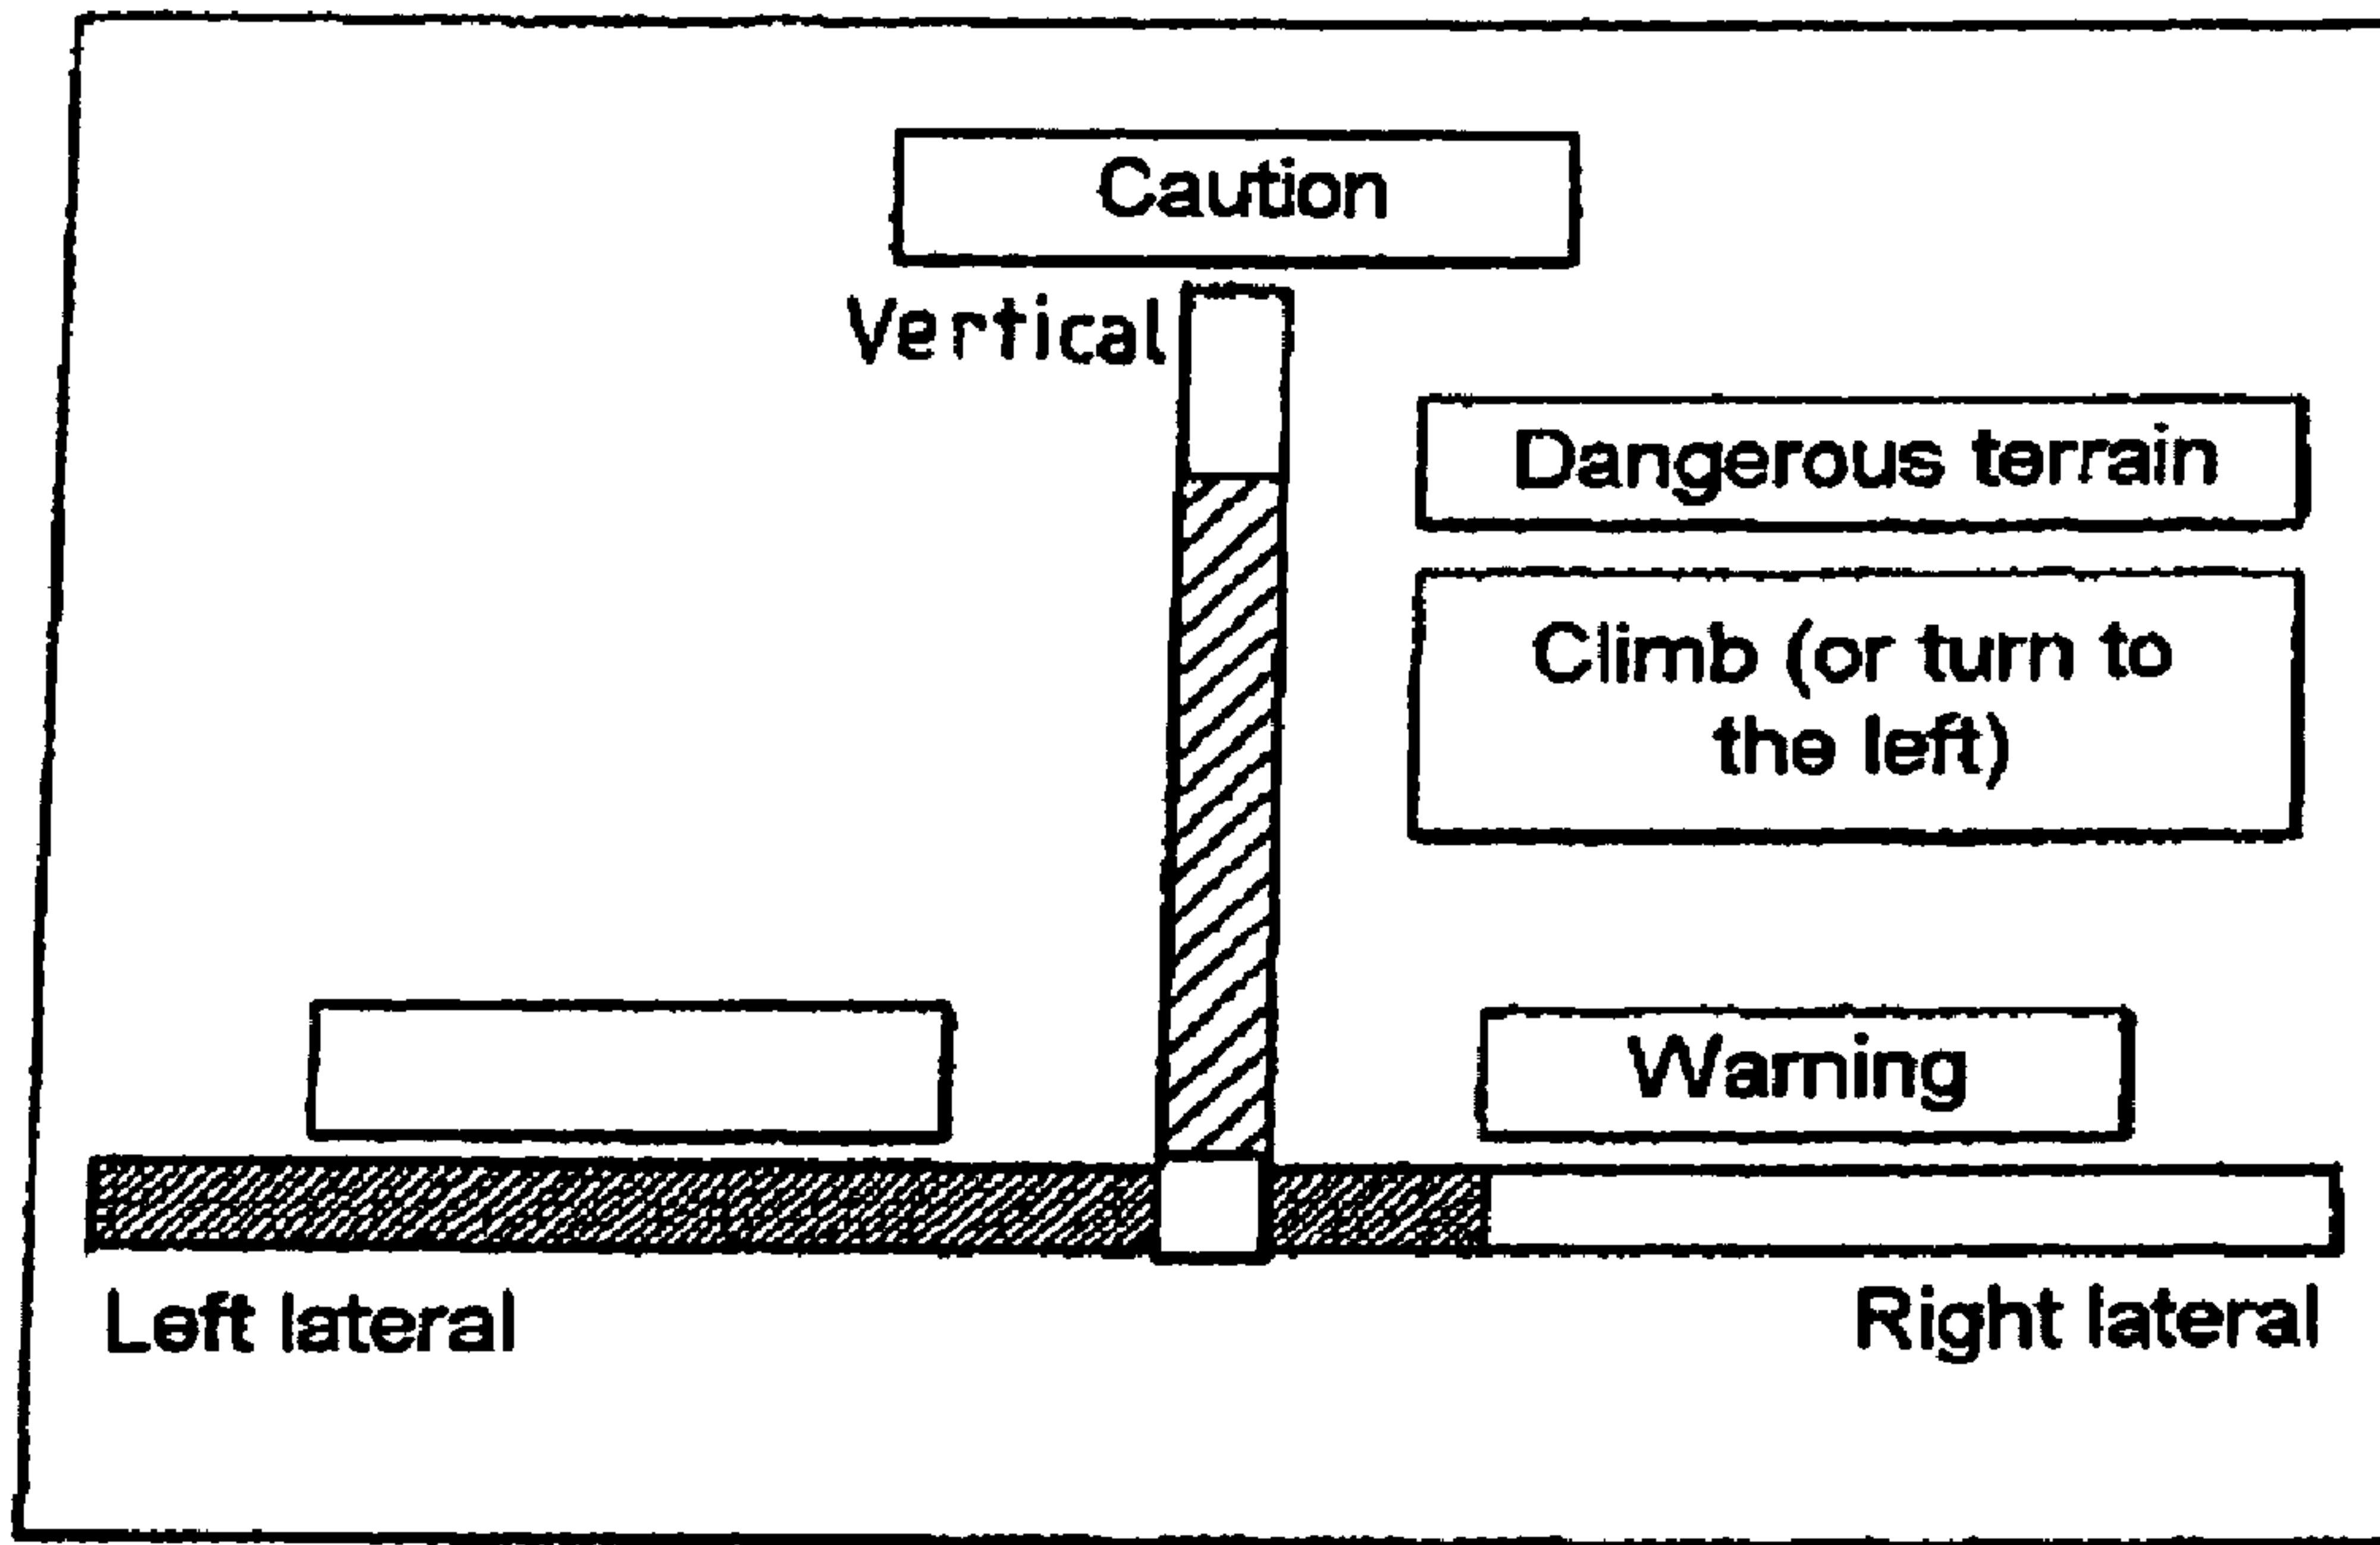 Caution
Vertical
Dangerous terrain
Climb (or turn to
the left)
Warning
Left lateral
Right lateral